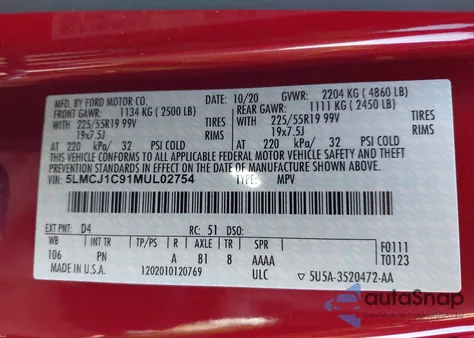 MFD. BY FORD MOTOR CO. DATE: 10/20 GVWR: 2204 KG ( 4860 LB)
FRONT GAWR: 1134 KG ( 2500 LB) REAR GAWR: 1111 KG ( 2450 LB)
WITH 225/55R19 99V TIRES WITH 225/55R19 99V TIRES
19x7.5J RIMS 19x7.5J RIMS
AT 220 kPa/ 32 PSI COLD AT 220 kPa/ 32 PSI COLD
THIS VEHICLE CONFORMS TO ALL APPLICABLE FEDERAL MOTOR VEHICLE SAFETY AND
THEFT PREVENTION STANDARDS IN EFFECT ON THE DATE OF MANUFACTURE SHOWN ABOVE.
VIN: 5LMCJ1C91MUL02754 TYPE: MPV
EXT PNT: D4 RC: 51 DSO:
WB INT TR TP/PS R AXLE TR SPR F0111
106 PN A 81 8 AAAA T0123
MADE IN U.S.A. 1202010120769 ULC ▽ 5U5A-3520472-AA
autoSnap